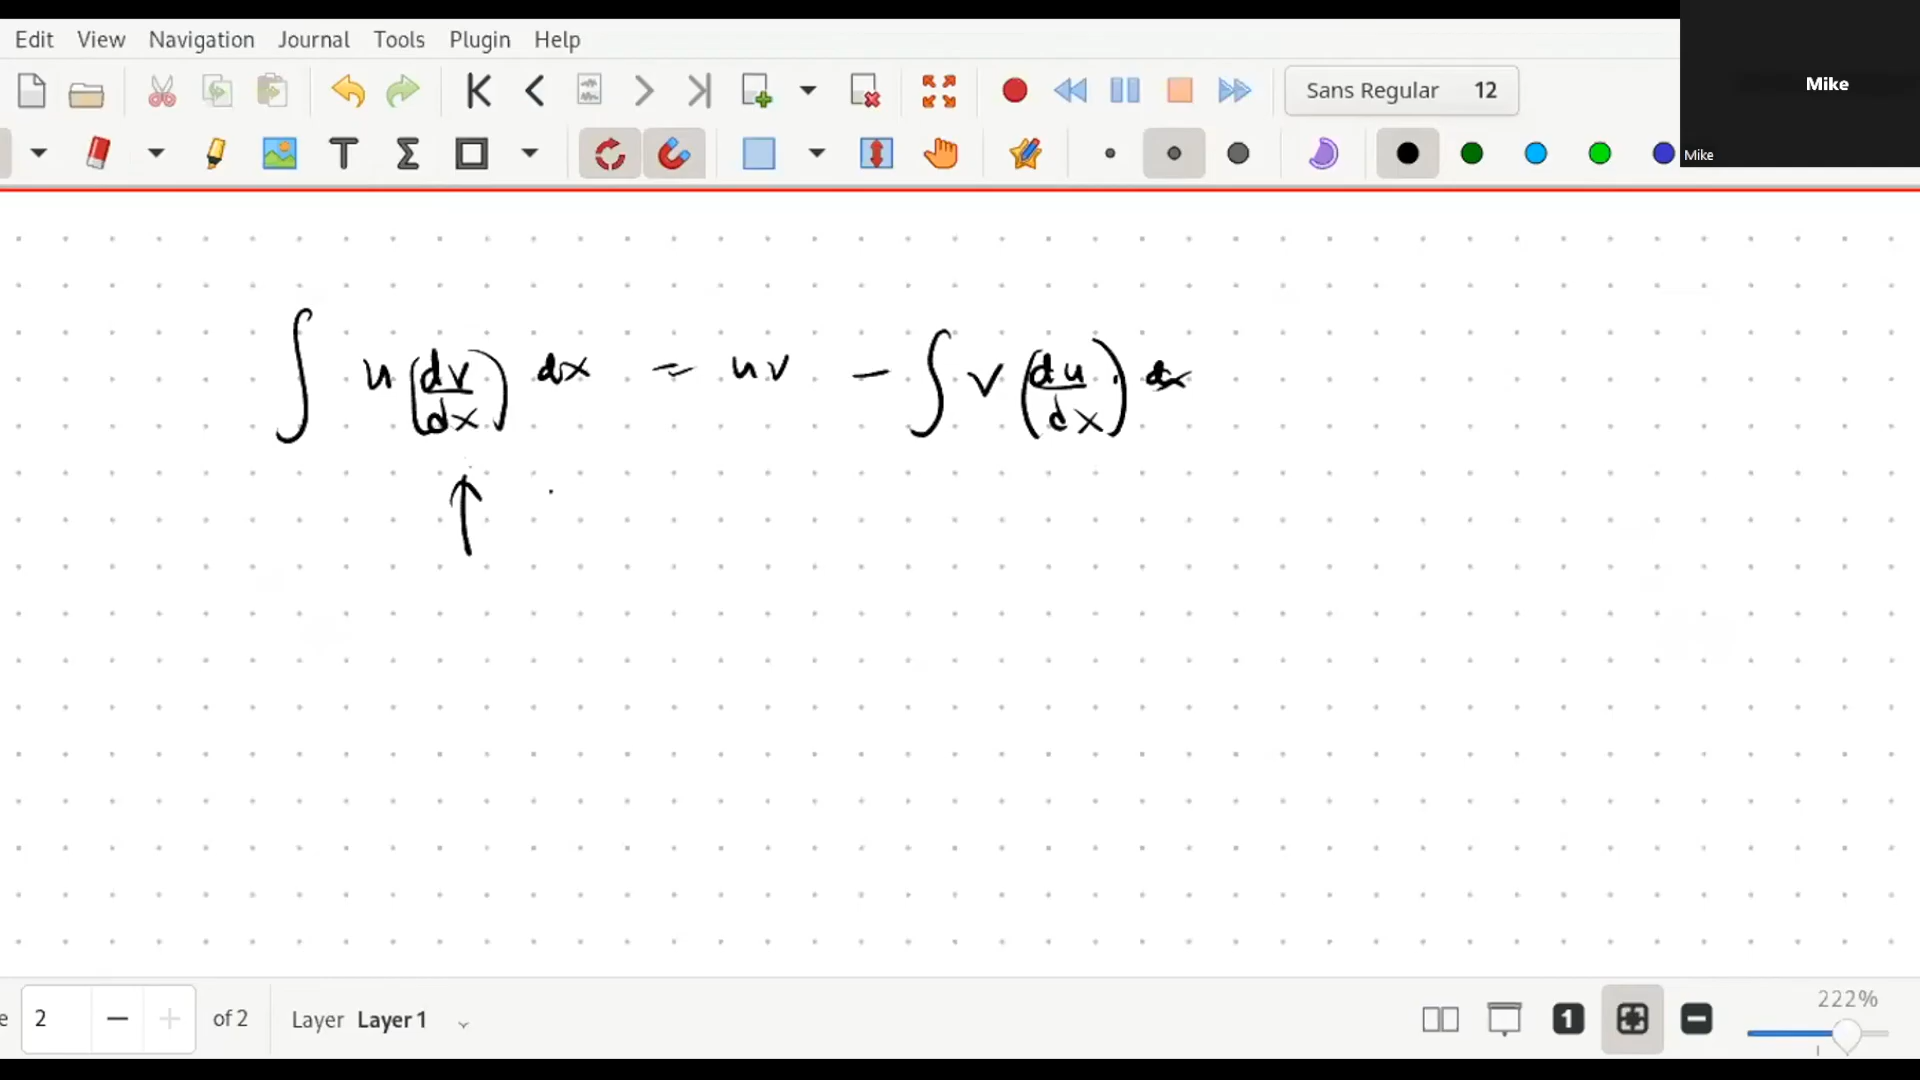 Edit View Navigation Journal Tools Plugin Help
Mike
Sans Regular 12
Mike
∫ u (dv/dx) dx = uv - ∫ v (du/dx) dx
↑
e 2 of 2 Layer Layer 1 1 222%